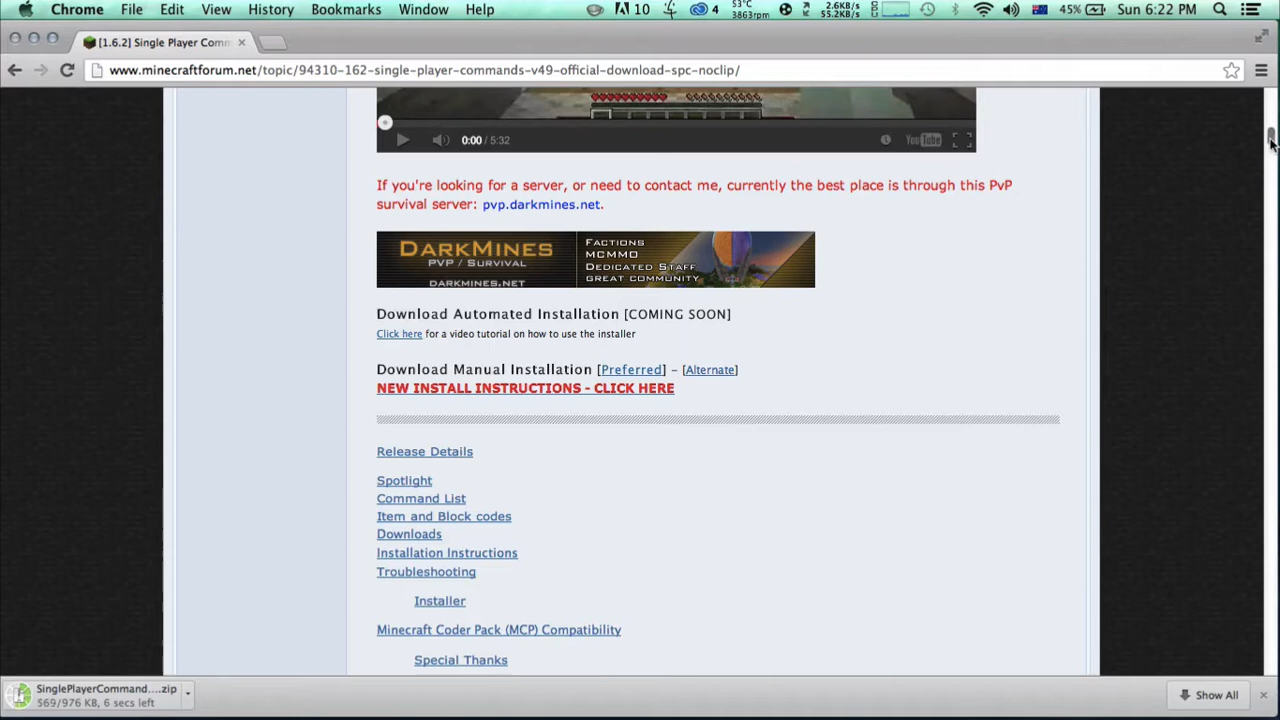 Chrome File Edit View History Bookmarks Window Help 10 4 53°C 3863rpm 2.6KB/s 55.2KB/s 45% Sun 6:22 PM
[1.6.2] Single Player Comm
www.minecraftforum.net/topic/94310-162-single-player-commands-v49-official-download-spc-noclip/
0:00 / 5:32 YouTube
If you're looking for a server, or need to contact me, currently the best place is through this PvP
survival server: pvp.darkmines.net.
DARKMINES
PVP / SURVIVAL
DARKMINES.NET
FACTIONS
MCMMO
DEDICATED STAFF
GREAT COMMUNITY
Download Automated Installation [COMING SOON]
Click here for a video tutorial on how to use the installer
Download Manual Installation [Preferred] - [Alternate]
NEW INSTALL INSTRUCTIONS - CLICK HERE
Release Details
Spotlight
Command List
Item and Block codes
Downloads
Installation Instructions
Troubleshooting
Installer
Minecraft Coder Pack (MCP) Compatibility
Special Thanks
SinglePlayerCommand....zip
569/976 KB, 6 secs left
Show All